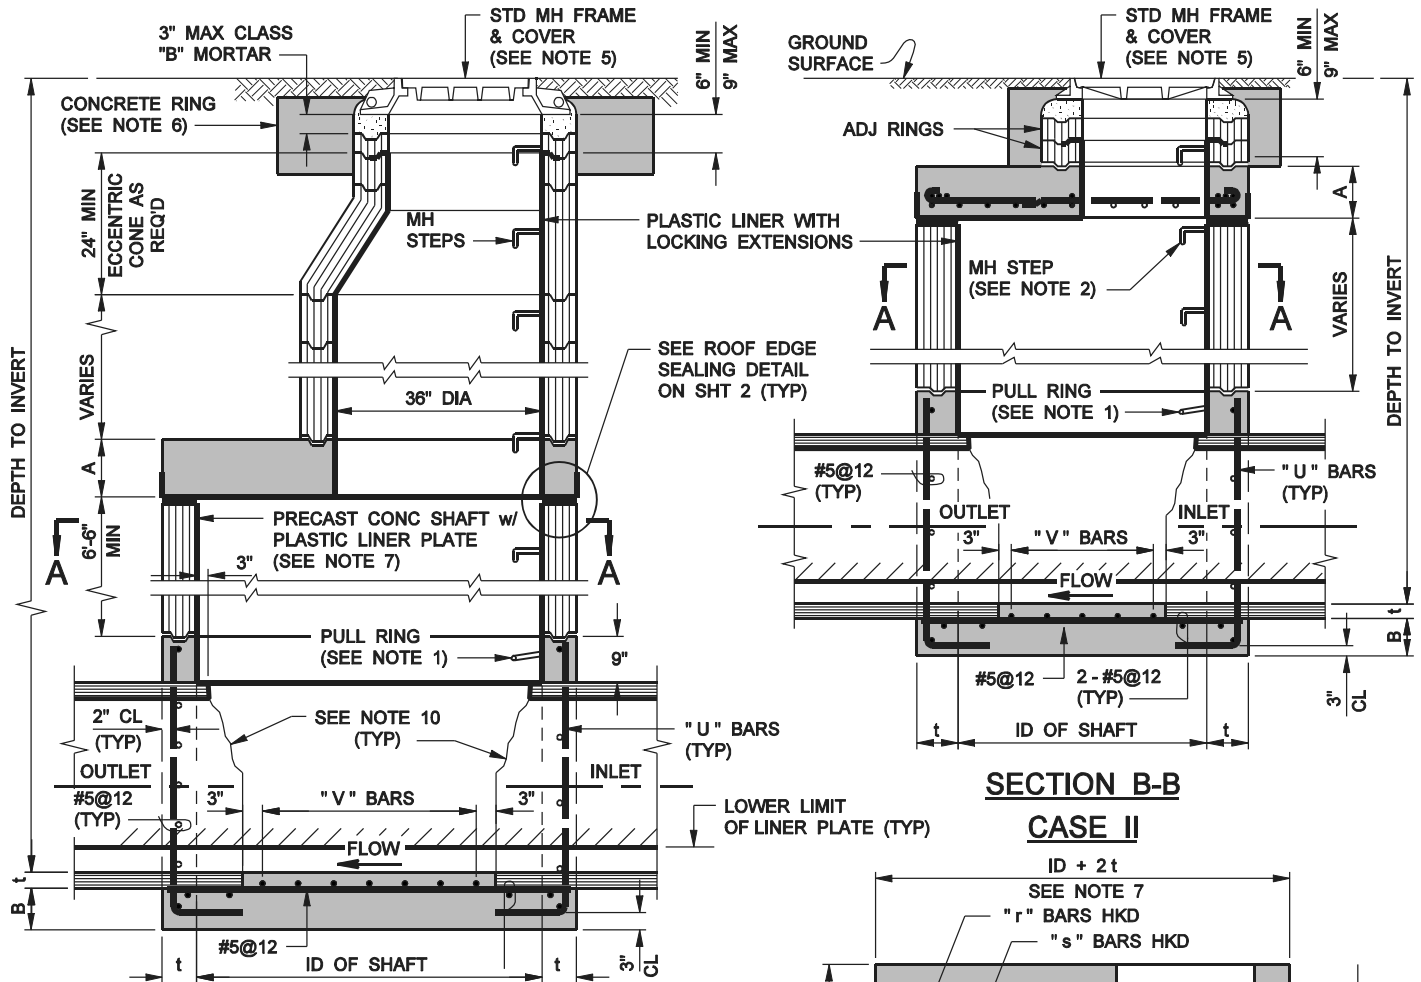 3" MAX CLASS
"B" MORTAR
STD MH FRAME
& COVER
(SEE NOTE 5)
6" MIN
9" MAX
CONCRETE RING
(SEE NOTE 6)
24" MIN
ECCENTRIC
CONE AS
REQ'D
MH
STEPS
PLASTIC LINER WITH
LOCKING EXTENSIONS
DEPTH TO INVERT
VARIES
36" DIA
SEE ROOF EDGE
SEALING DETAIL
ON SHT 2 (TYP)
A
6'-6"
MIN
A
PRECAST CONC SHAFT w/
PLASTIC LINER PLATE
(SEE NOTE 7)
A
3"
PULL RING
(SEE NOTE 1)
9"
2" CL
(TYP)
SEE NOTE 10
(TYP)
"U" BARS
(TYP)
OUTLET
INLET
#5@12
(TYP)
3"
"V" BARS
3"
LOWER LIMIT
OF LINER PLATE (TYP)
FLOW
t
B
#5@12
t
ID OF SHAFT
t
3"
CL
GROUND
SURFACE
STD MH FRAME
& COVER
(SEE NOTE 5)
6" MIN
9" MAX
ADJ RINGS
A
MH STEP
(SEE NOTE 2)
A
A
VARIES
DEPTH TO INVERT
PULL RING
(SEE NOTE 1)
#5@12
(TYP)
"U" BARS
(TYP)
OUTLET
INLET
3"
"V" BARS
3"
FLOW
t
B
#5@12
2 - #5@12
(TYP)
3"
CL
t
ID OF SHAFT
t
SECTION B-B
CASE II
ID + 2t
SEE NOTE 7
"r" BARS HKD
"s" BARS HKD